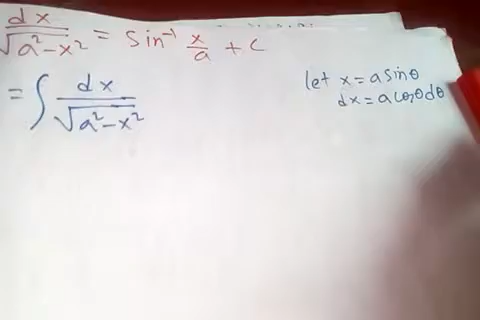 dx/√(a²-x²) = sin⁻¹ x/a + c
= ∫ dx/√(a²-x²)
let x = a sinθ
dx = a cosθ dθ